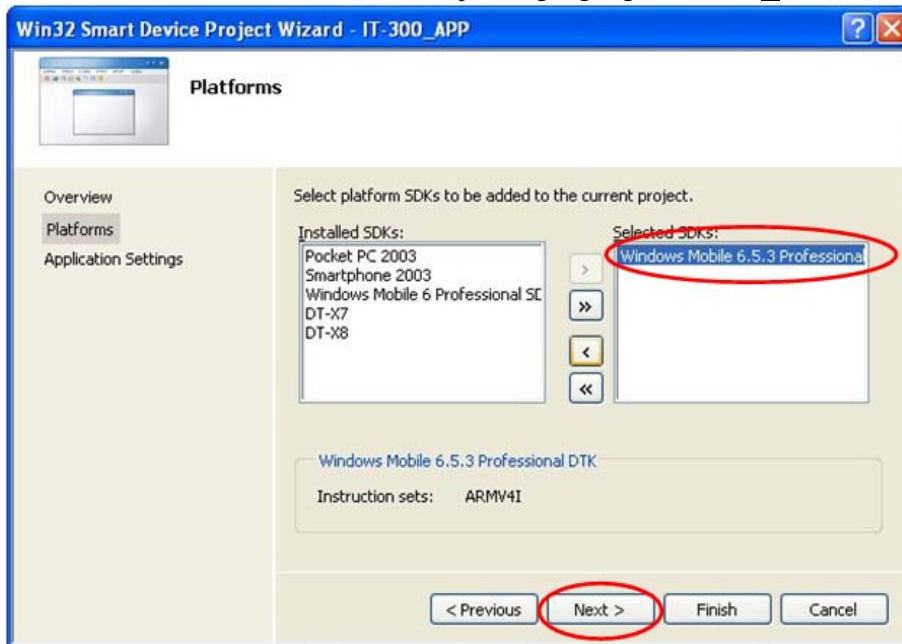 Win32 Smart Device Project Wizard - IT-300_APP
Platforms
Overview
Platforms
Application Settings
Select platform SDKs to be added to the current project.
Installed SDKs:
Pocket PC 2003
Smartphone 2003
Windows Mobile 6 Professional SD
DT-X7
DT-X8
>
»
<
«
Selected SDKs:
Windows Mobile 6.5.3 Professional
Windows Mobile 6.5.3 Professional DTK
Instruction sets: ARMV4I
< Previous
Next >
Finish
Cancel